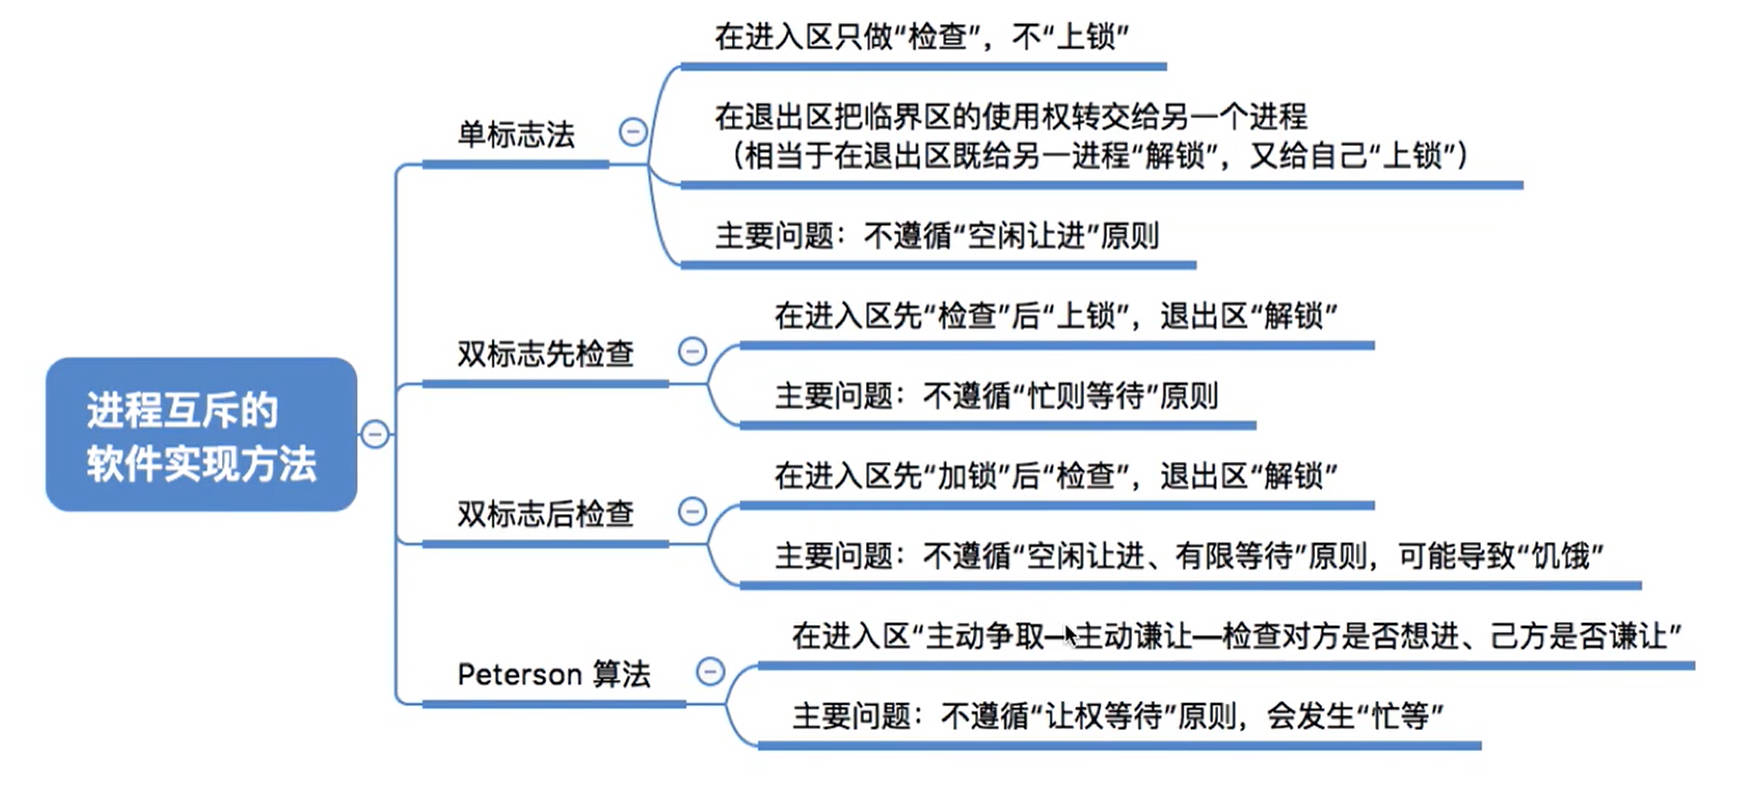 进程互斥的
软件实现方法
单标志法
在进入区只做“检查”，不“上锁”
在退出区把临界区的使用权转交给另一个进程
（相当于在退出区既给另一进程“解锁”，又给自己“上锁”）
主要问题：不遵循“空闲让进”原则
双标志先检查
在进入区先“检查”后“上锁”，退出区“解锁”
主要问题：不遵循“忙则等待”原则
双标志后检查
在进入区先“加锁”后“检查”，退出区“解锁”
主要问题：不遵循“空闲让进、有限等待”原则，可能导致“饥饿”
Peterson 算法
在进入区“主动争取—主动谦让—检查对方是否想进、己方是否谦让”
主要问题：不遵循“让权等待”原则，会发生“忙等”